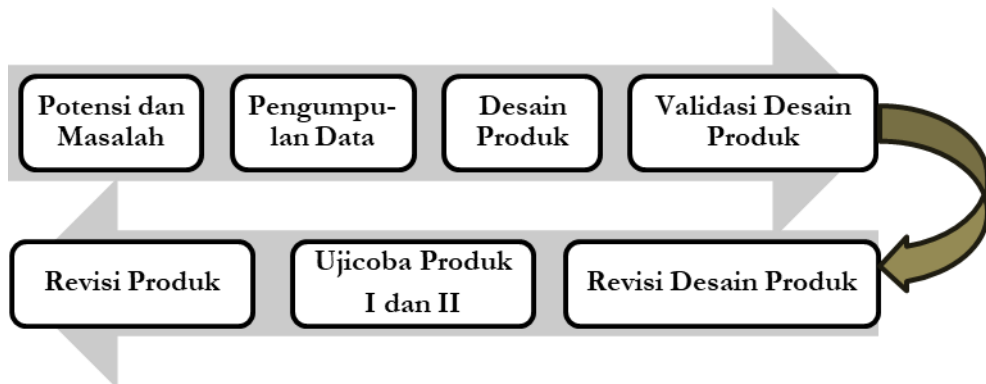 Potensi dan
Masalah
Pengumpu-
lan Data
Desain
Produk
Validasi Desain
Produk
Revisi Desain Produk
Ujicoba Produk
I dan II
Revisi Produk